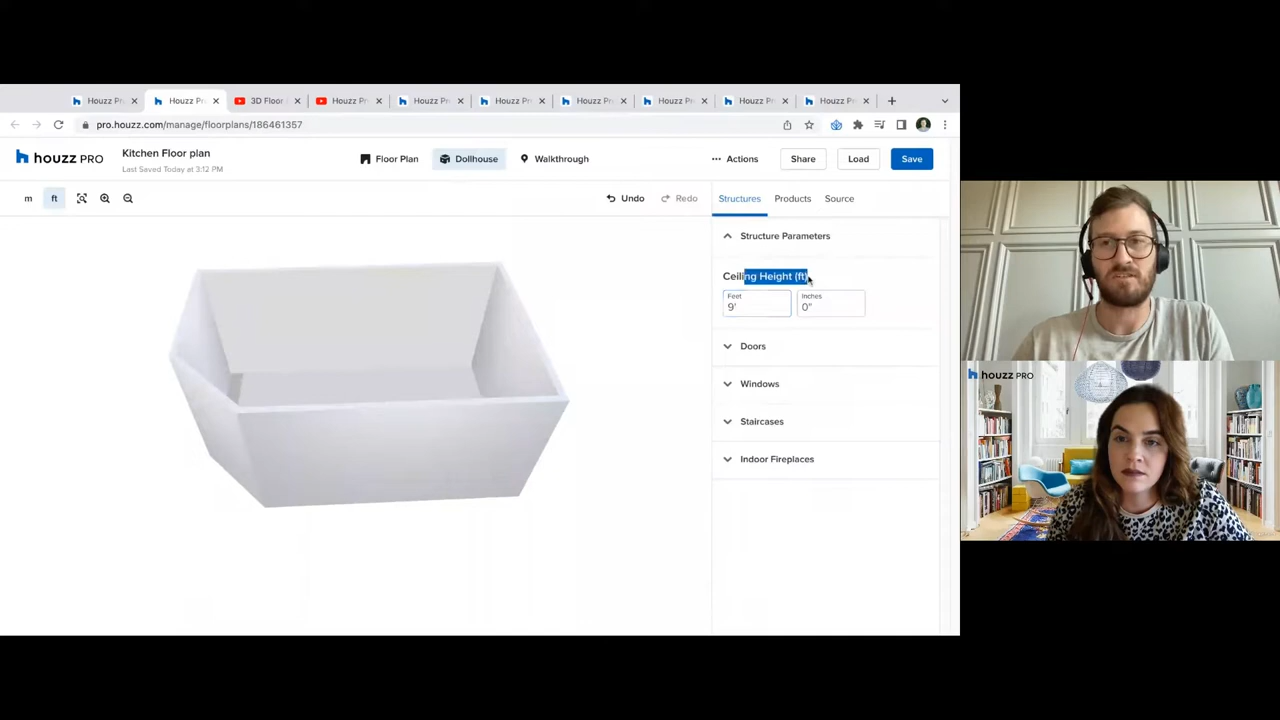 Houzz Pr
Houzz Pr
3D Floor
Houzz Pr
Houzz Pr
Houzz Pr
Houzz Pr
Houzz Pr
Houzz Pr
Houzz Pr
pro.houzz.com/manage/floorplans/186461357
houzz PRO
Kitchen Floor plan
Last Saved Today at 3:12 PM
Floor Plan
Dollhouse
Walkthrough
Actions
Share
Load
Save
m
ft
Undo
Redo
Structures
Products
Source
Structure Parameters
Ceiling Height (ft)
Feet
9'
Inches
0"
Doors
Windows
Staircases
Indoor Fireplaces
houzz PRO